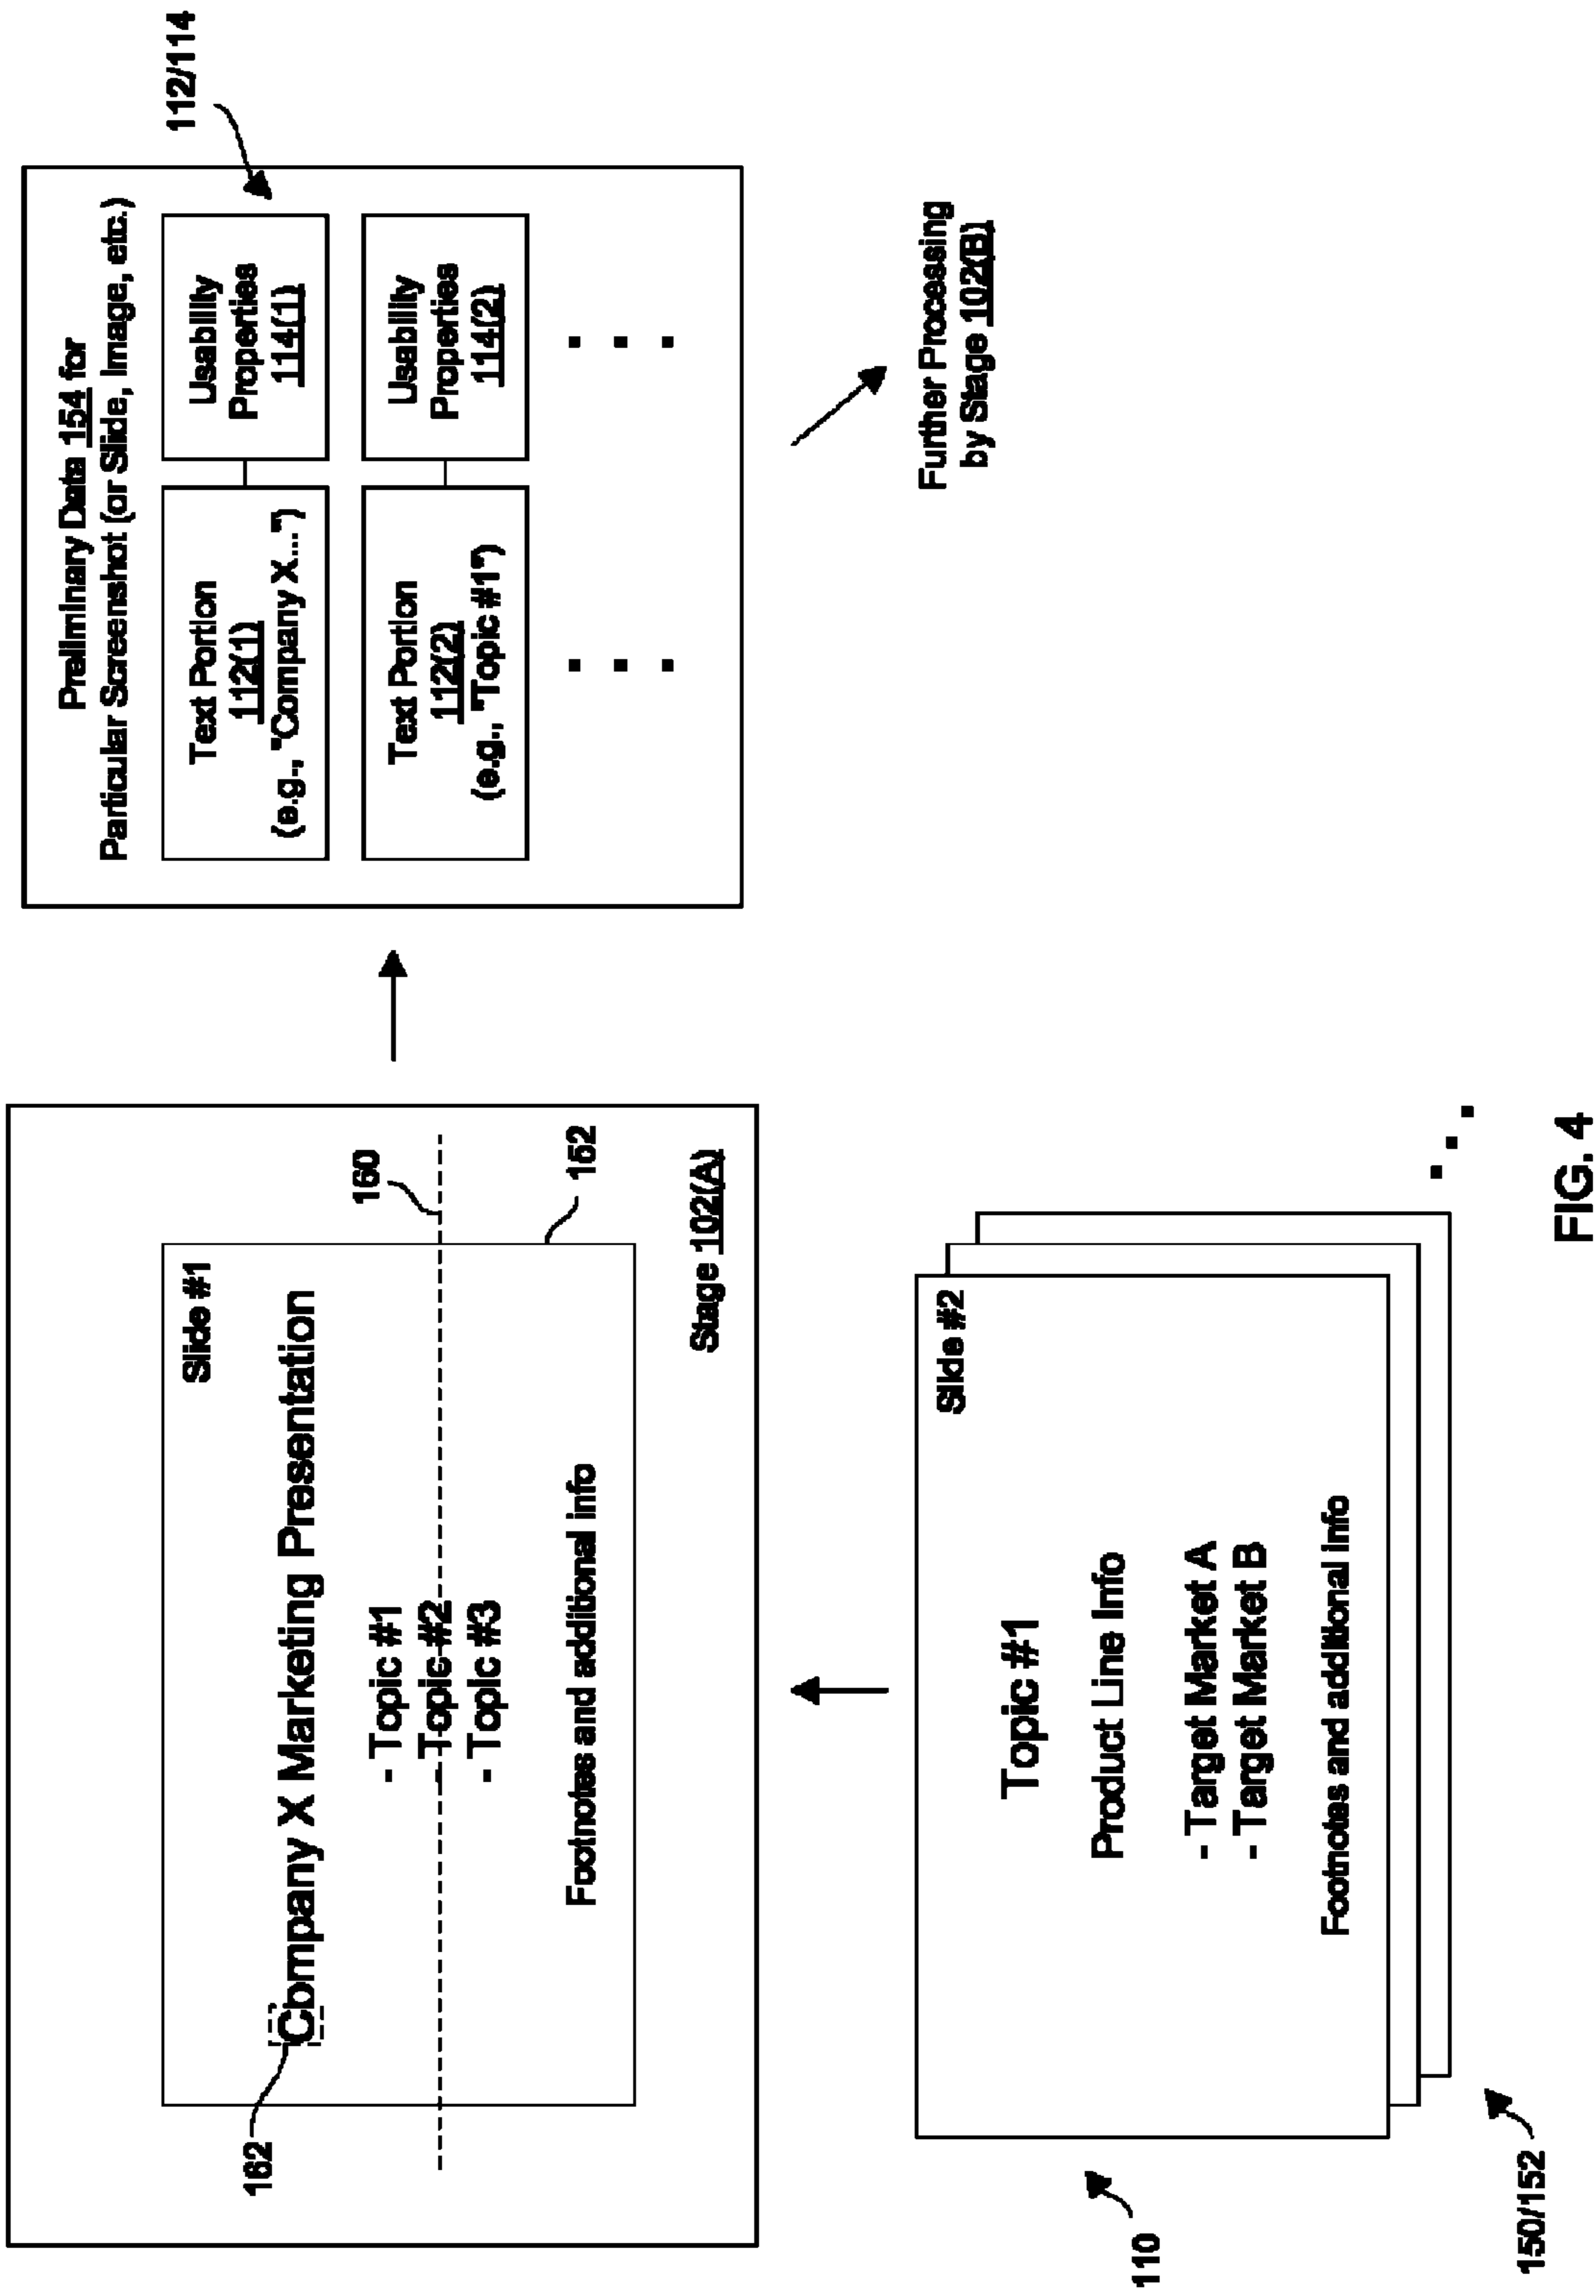 Slide #1
162
Company X Marketing Presentation
- Topic #1
160
- Topic #2
- Topic #3
152
Footnotes and additional info
Stage 102(A)
Preliminary Data 154 for
Particular Screenshot (or Slide, Image, etc.)
112/114
Text Portion
112(1)
(e.g., "Company X...")
Usability
Properties
114(1)
Text Portion
112(2)
(e.g., "Topic #1")
Usability
Properties
114(2)
Further Processing
by Stage 102(B)
110
Slide #2
Topic #1
Product Line Info
- Target Market A
- Target Market B
Footnotes and additional info
150/152
FIG. 4